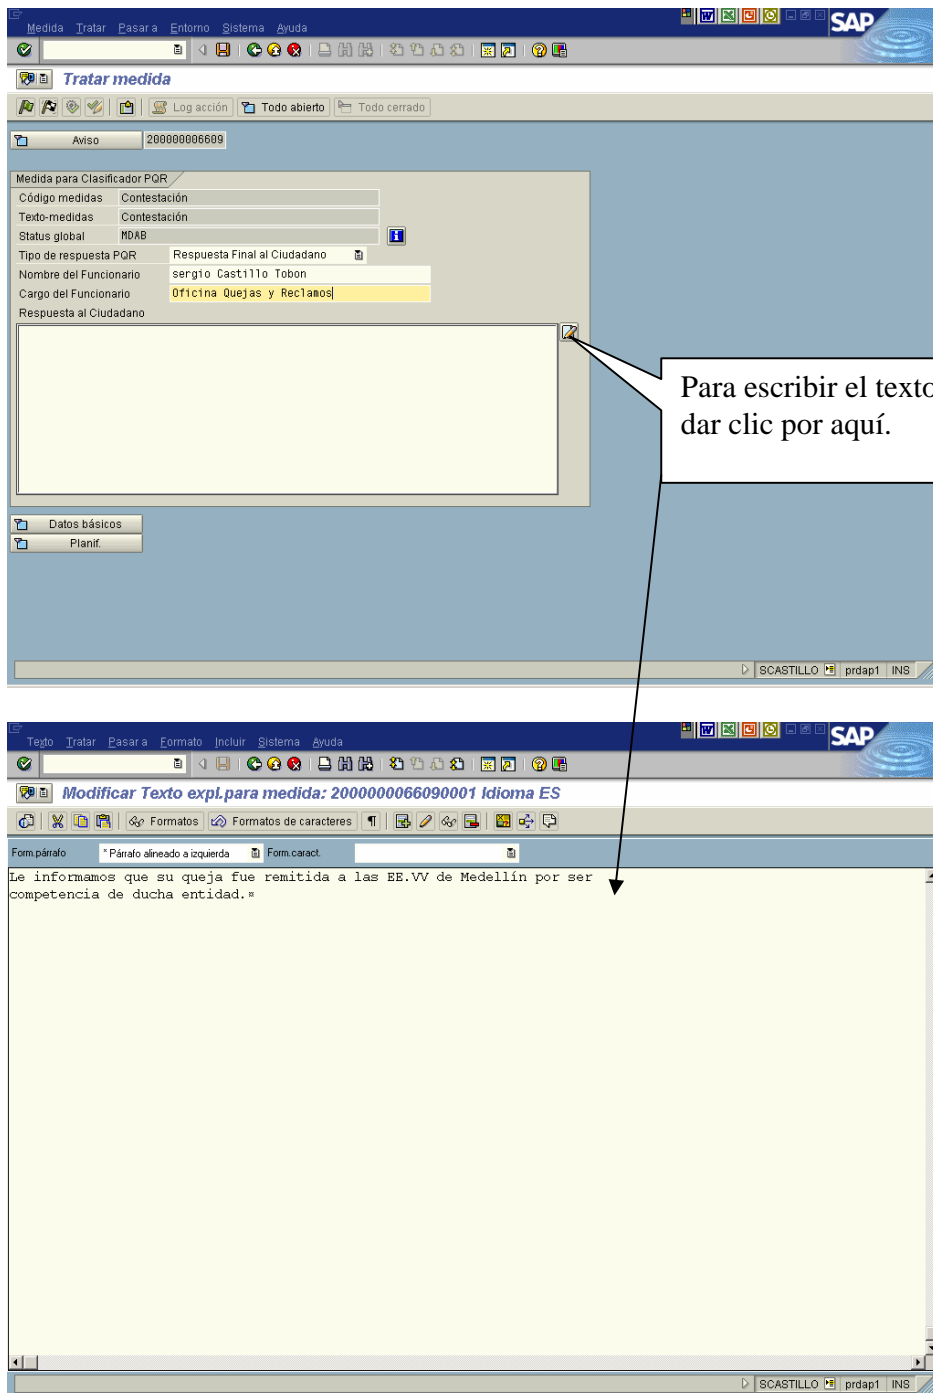 Medida Tratar Pasar a Entorno Sistema Ayuda
SAP
Tratar medida
Log acción Todo abierto Todo cerrado
Aviso 200000006609
Medida para Clasificador PQR
Código medidas Contestación
Texto-medidas Contestación
Status global MDAB
Tipo de respuesta PQR Respuesta Final al Ciudadano
Nombre del Funcionario sergio Castillo Tobon
Cargo del Funcionario Oficina Quejas y Reclamos
Respuesta al Ciudadano
Para escribir el texto
dar clic por aquí.
Datos básicos
Planif.
SCASTILLO prdap1 INS
Texto Tratar Pasar a Formato Incluir Sistema Ayuda
SAP
Modificar Texto expl.para medida: 2000000066090001 Idioma ES
Formatos Formatos de caracteres
Form.párrafo * Párrafo alineado a izquierda Form.caract.
Le informamos que su queja fue remitida a las EE.VV de Medellín por ser
competencia de ducha entidad.¤
SCASTILLO prdap1 INS